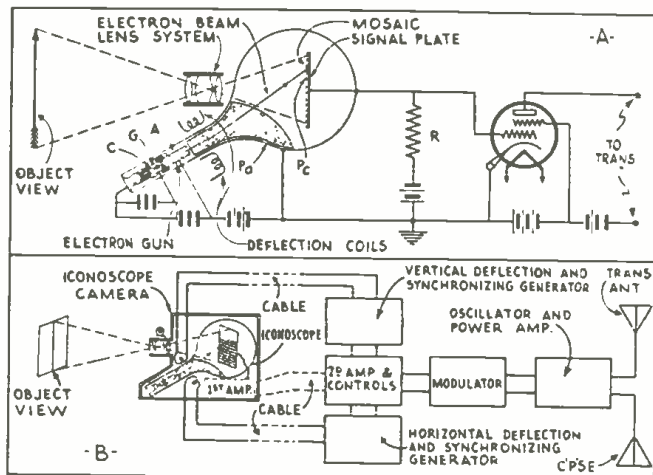 ELECTRON BEAM
LENS SYSTEM
MOSAIC
SIGNAL PLATE
-A-
OBJECT
VIEW
C
G
A
Pa
Pc
R
TO
TRANS
ELECTRON GUN
DEFLECTION COILS
ICONOSCOPE
CAMERA
CABLE
VERTICAL DEFLECTION AND
SYNCHRONIZING GENERATOR
TRANS
ANT
OSCILLATOR AND
POWER AMP.
ICONOSCOPE
OBJECT
VIEW
1ST AMP.
2D AMP &
CONTROLS
MODULATOR
CABLE
-B-
HORIZONTAL DEFLECTION
AND SYNCHRONIZING
GENERATOR
C'PSE